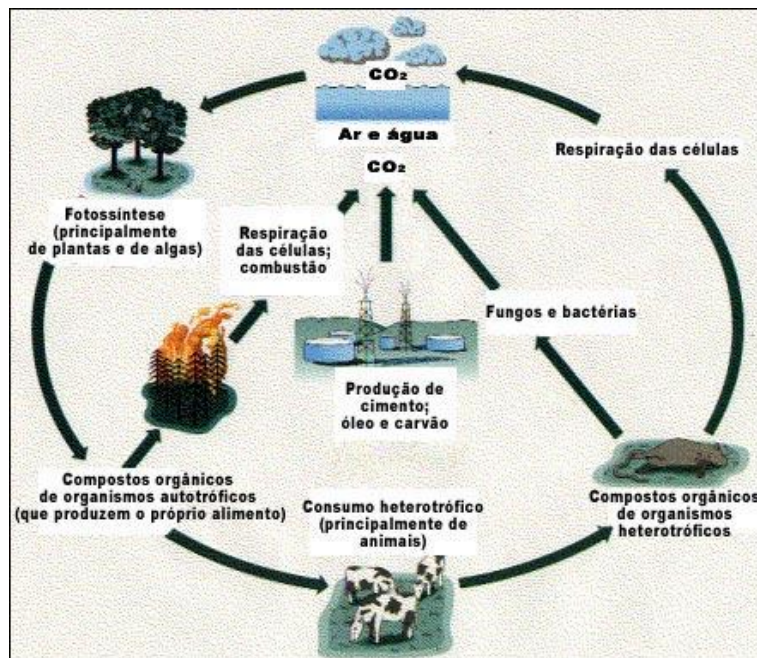 CO₂
Ar e água
CO₂
Respiração das células
Fotossíntese
(principalmente
de plantas e de algas)
Respiração
das células;
combustão
Fungos e bactérias
Produção de
cimento;
óleo e carvão
Compostos orgânicos
de organismos autotróficos
(que produzem o próprio alimento)
Consumo heterotrófico
(principalmente de
animais)
Compostos orgânicos
de organismos
heterotróficos